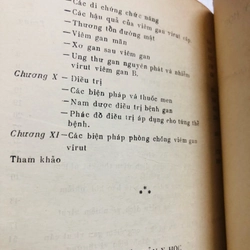 — Các di chứng chức năng
— Các hậu quả của viêm gan virut cấp.
— Thương tổn đường mật
— Viêm gan mãn
— Xơ gan sau viêm gan
— Ung thư gan nguyên phát và nhiễm
virut viêm gan B.
Chương X — Điều trị
— Các biện pháp và thuốc men
— Nam dược điều trị bệnh gan
— Phác đồ điều trị áp dụng cho từng thể
bệnh.
Chương XI — Các biện pháp phòng chống viêm gan
virut
Tham khảo